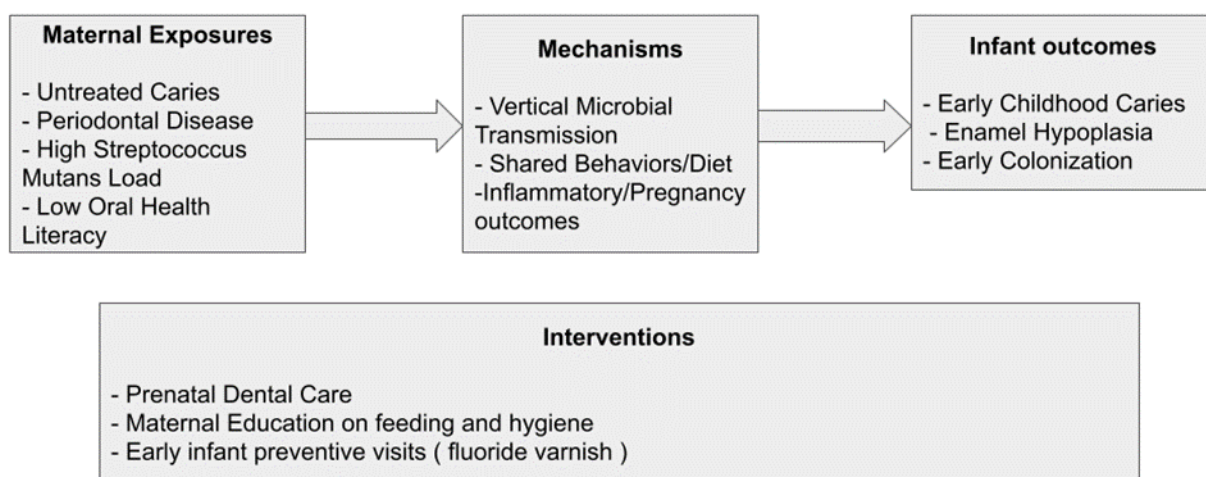 Maternal Exposures
- Untreated Caries
- Periodontal Disease
- High Streptococcus
Mutans Load
- Low Oral Health
Literacy
Mechanisms
- Vertical Microbial
Transmission
- Shared Behaviors/Diet
-Inflammatory/Pregnancy
outcomes
Infant outcomes
- Early Childhood Caries
- Enamel Hypoplasia
- Early Colonization
Interventions
- Prenatal Dental Care
- Maternal Education on feeding and hygiene
- Early infant preventive visits ( fluoride varnish )